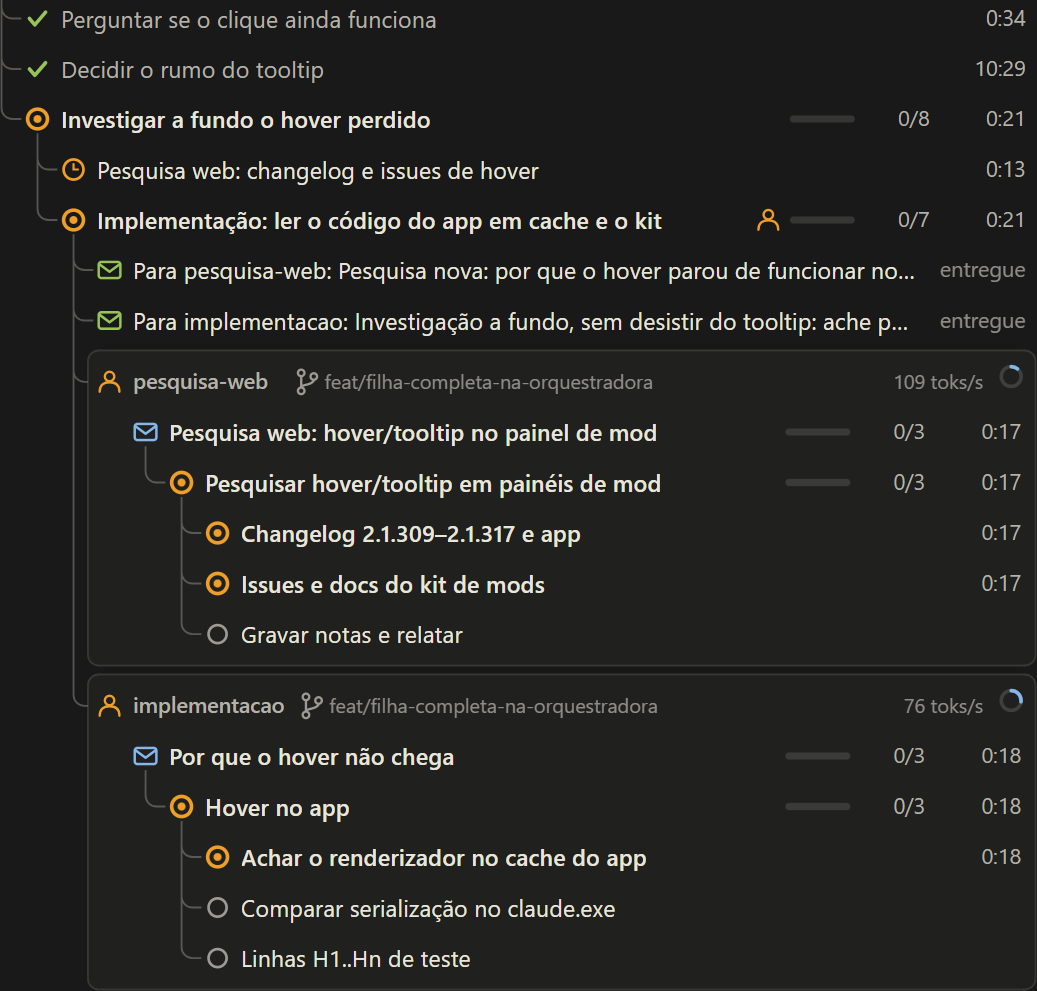 Perguntar se o clique ainda funciona 0:34
Decidir o rumo do tooltip 10:29
Investigar a fundo o hover perdido 0/8 0:21
Pesquisa web: changelog e issues de hover 0:13
Implementação: ler o código do app em cache e o kit 0/7 0:21
Para pesquisa-web: Pesquisa nova: por que o hover parou de funcionar no... entregue
Para implementacao: Investigação a fundo, sem desistir do tooltip: ache p... entregue
pesquisa-web feat/filha-completa-na-orquestradora 109 toks/s
Pesquisa web: hover/tooltip no painel de mod 0/3 0:17
Pesquisar hover/tooltip em painéis de mod 0/3 0:17
Changelog 2.1.309–2.1.317 e app 0:17
Issues e docs do kit de mods 0:17
Gravar notas e relatar
implementacao feat/filha-completa-na-orquestradora 76 toks/s
Por que o hover não chega 0/3 0:18
Hover no app 0/3 0:18
Achar o renderizador no cache do app 0:18
Comparar serialização no claude.exe
Linhas H1..Hn de teste